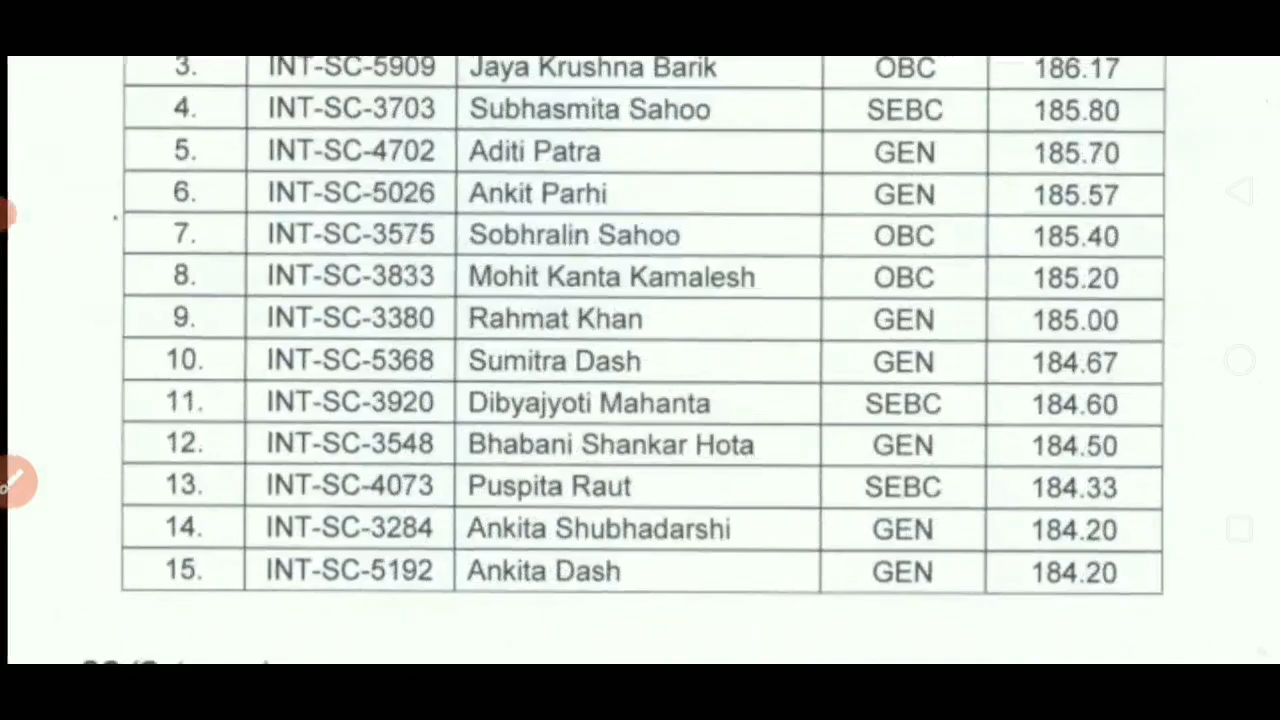 3. INT-SC-5909 Jaya Krushna Barik OBC 186.17
4. INT-SC-3703 Subhasmita Sahoo SEBC 185.80
5. INT-SC-4702 Aditi Patra GEN 185.70
6. INT-SC-5026 Ankit Parhi GEN 185.57
7. INT-SC-3575 Sobhralin Sahoo OBC 185.40
8. INT-SC-3833 Mohit Kanta Kamalesh OBC 185.20
9. INT-SC-3380 Rahmat Khan GEN 185.00
10. INT-SC-5368 Sumitra Dash GEN 184.67
11. INT-SC-3920 Dibyajyoti Mahanta SEBC 184.60
12. INT-SC-3548 Bhabani Shankar Hota GEN 184.50
13. INT-SC-4073 Puspita Raut SEBC 184.33
14. INT-SC-3284 Ankita Shubhadarshi GEN 184.20
15. INT-SC-5192 Ankita Dash GEN 184.20